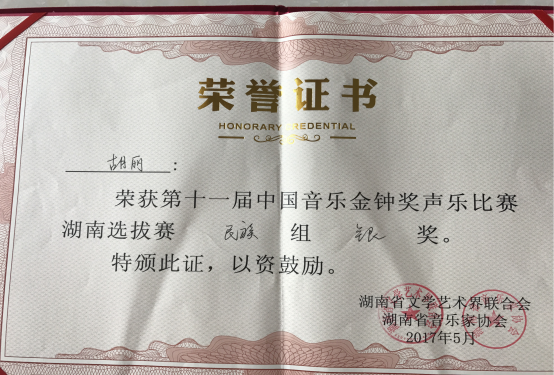 荣誉证书
HONORARY CREDENTIAL
胡丽：
荣获第十一届中国音乐金钟奖声乐比赛
湖南选拔赛 民族 组 银 奖。
特颁此证，以资鼓励。
湖南省文学艺术界联合会
湖南省音乐家协会
2017年5月